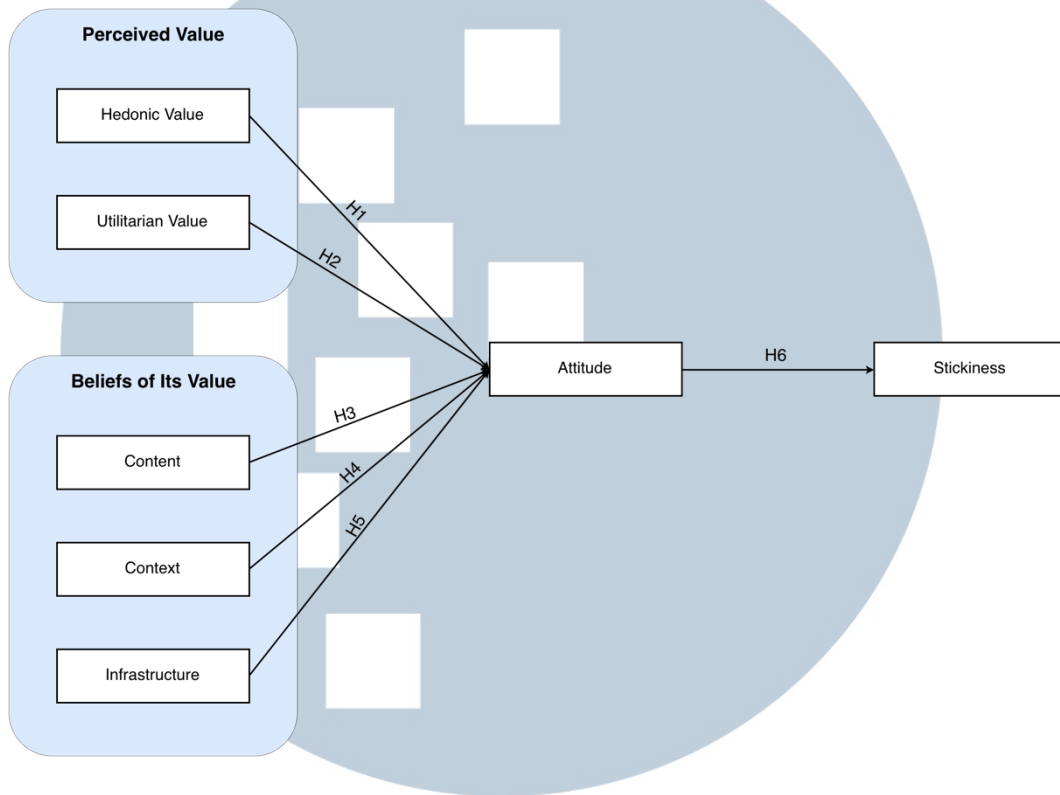 Perceived Value
Hedonic Value
Utilitarian Value
H1
H2
Beliefs of Its Value
Content
Context
Infrastructure
H3
H4
H5
Attitude
H6
Stickiness